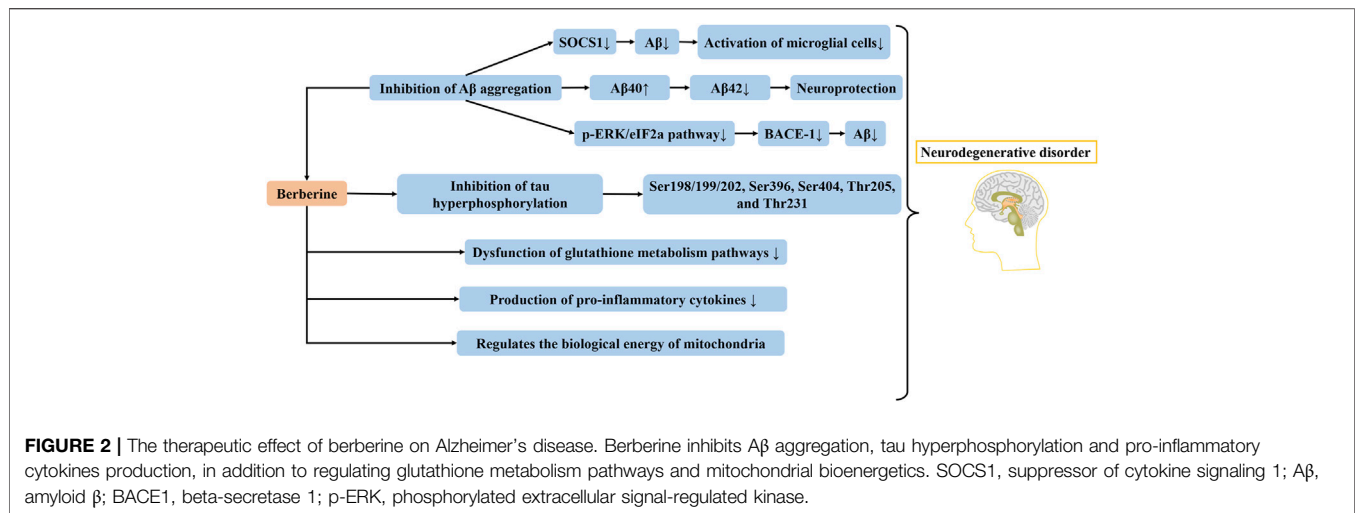 SOCS1↓
Aβ↓
Activation of microglial cells↓
Inhibition of Aβ aggregation
Aβ40↑
Aβ42↓
Neuroprotection
p-ERK/eIF2a pathway↓
BACE-1↓
Aβ↓
Neurodegenerative disorder
Berberine
Inhibition of tau
hyperphosphorylation
Ser198/199/202, Ser396, Ser404, Thr205,
and Thr231
Dysfunction of glutathione metabolism pathways ↓
Production of pro-inflammatory cytokines ↓
Regulates the biological energy of mitochondria
FIGURE 2 | The therapeutic effect of berberine on Alzheimer's disease. Berberine inhibits Aβ aggregation, tau hyperphosphorylation and pro-inflammatory
cytokines production, in addition to regulating glutathione metabolism pathways and mitochondrial bioenergetics. SOCS1, suppressor of cytokine signaling 1; Aβ,
amyloid β; BACE1, beta-secretase 1; p-ERK, phosphorylated extracellular signal-regulated kinase.